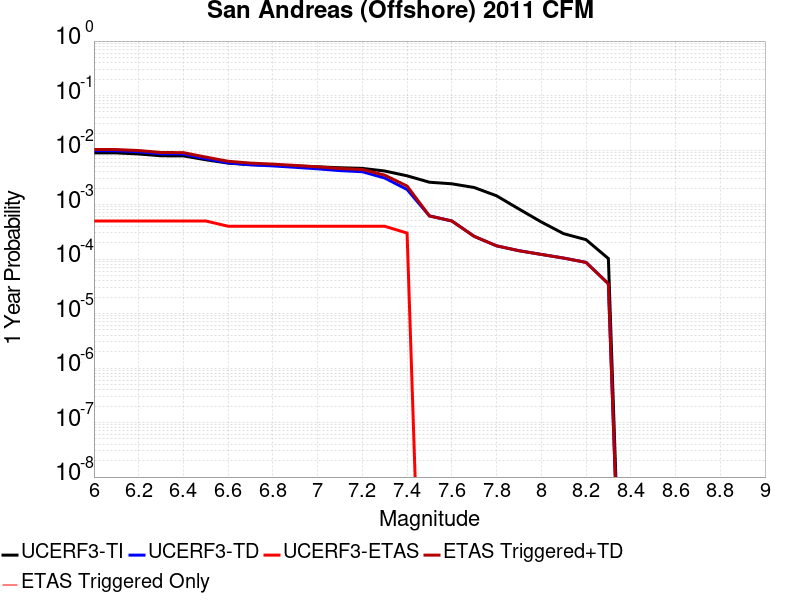 San Andreas (Offshore) 2011 CFM
10^0
10^-1
10^-2
10^-3
10^-4
10^-5
10^-6
10^-7
10^-8
1 Year Probability
6 6.2 6.4 6.6 6.8 7 7.2 7.4 7.6 7.8 8 8.2 8.4 8.6 8.8 9
Magnitude
UCERF3-TI UCERF3-TD UCERF3-ETAS ETAS Triggered+TD
ETAS Triggered Only